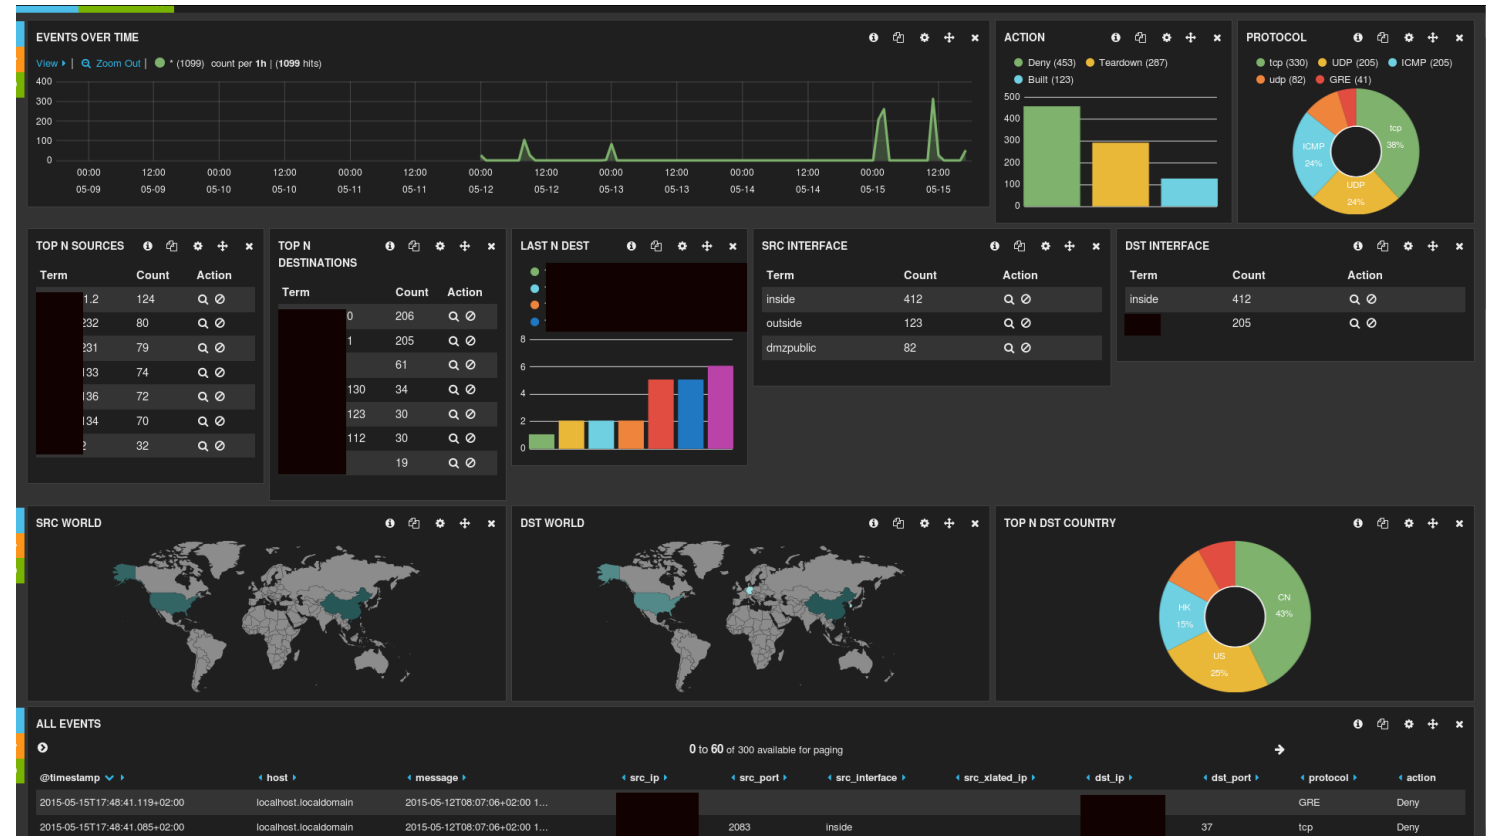 EVENTS OVER TIME
View | Zoom Out | * (1099) count per 1h | (1099 hits)
400
300
200
100
0
00:00 12:00 00:00 12:00 00:00 12:00 00:00 12:00 00:00 12:00 00:00 12:00 00:00 12:00
05-09 05-09 05-10 05-10 05-11 05-11 05-12 05-12 05-13 05-13 05-14 05-14 05-15 05-15
ACTION
Deny (453) Teardown (287)
Built (123)
500
400
300
200
100
0
PROTOCOL
tcp (330) UDP (205) ICMP (205)
udp (82) GRE (41)
tcp
38%
ICMP
24%
UDP
24%
TOP N SOURCES
Term Count Action
1.2 124
232 80
231 79
133 74
136 72
134 70
2 32
TOP N
DESTINATIONS
Term Count Action
0 206
1 205
61
130 34
123 30
112 30
19
LAST N DEST
8
6
4
2
0
SRC INTERFACE
Term Count Action
inside 412
outside 123
dmzpublic 82
DST INTERFACE
Term Count Action
inside 412
205
SRC WORLD
DST WORLD
TOP N DST COUNTRY
CN
43%
HK
15%
US
25%
ALL EVENTS
0 to 60 of 300 available for paging
@timestamp host message src_ip src_port src_interface src_xlated_ip dst_ip dst_port protocol action
2015-05-15T17:48:41.119+02:00 localhost.localdomain 2015-05-12T08:07:06+02:00 1... GRE Deny
2015-05-15T17:48:41.085+02:00 localhost.localdomain 2015-05-12T08:07:06+02:00 1... 2083 inside 37 tcp Deny